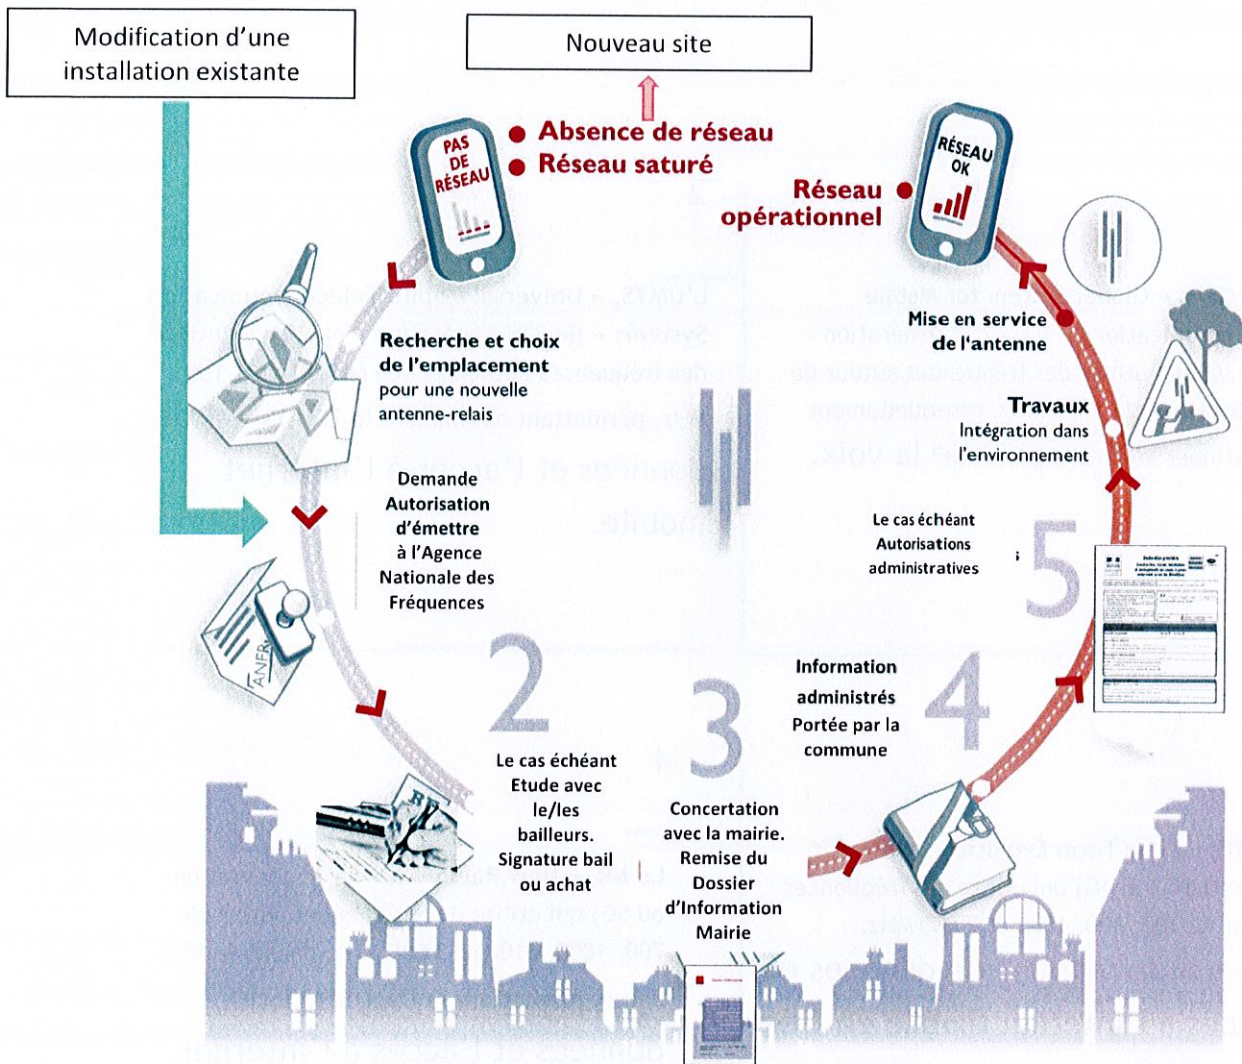 Modification d'une
installation existante
Nouveau site
PAS
DE
RÉSEAU
Absence de réseau
Réseau saturé
RÉSEAU
OK
Réseau
opérationnel
Recherche et choix
de l'emplacement
pour une nouvelle
antenne-relais
Demande
Autorisation
d'émettre
à l'Agence
Nationale des
Fréquences
ANFR
2
Le cas échéant
Etude avec
le/les
bailleurs.
Signature bail
ou achat
3
Concertation
avec la mairie.
Remise du
Dossier
d'Information
Mairie
4
Information
administrés
Portée par la
commune
5
Le cas échéant
Autorisations
administratives
Travaux
Intégration dans
l'environnement
Mise en service
de l'antenne